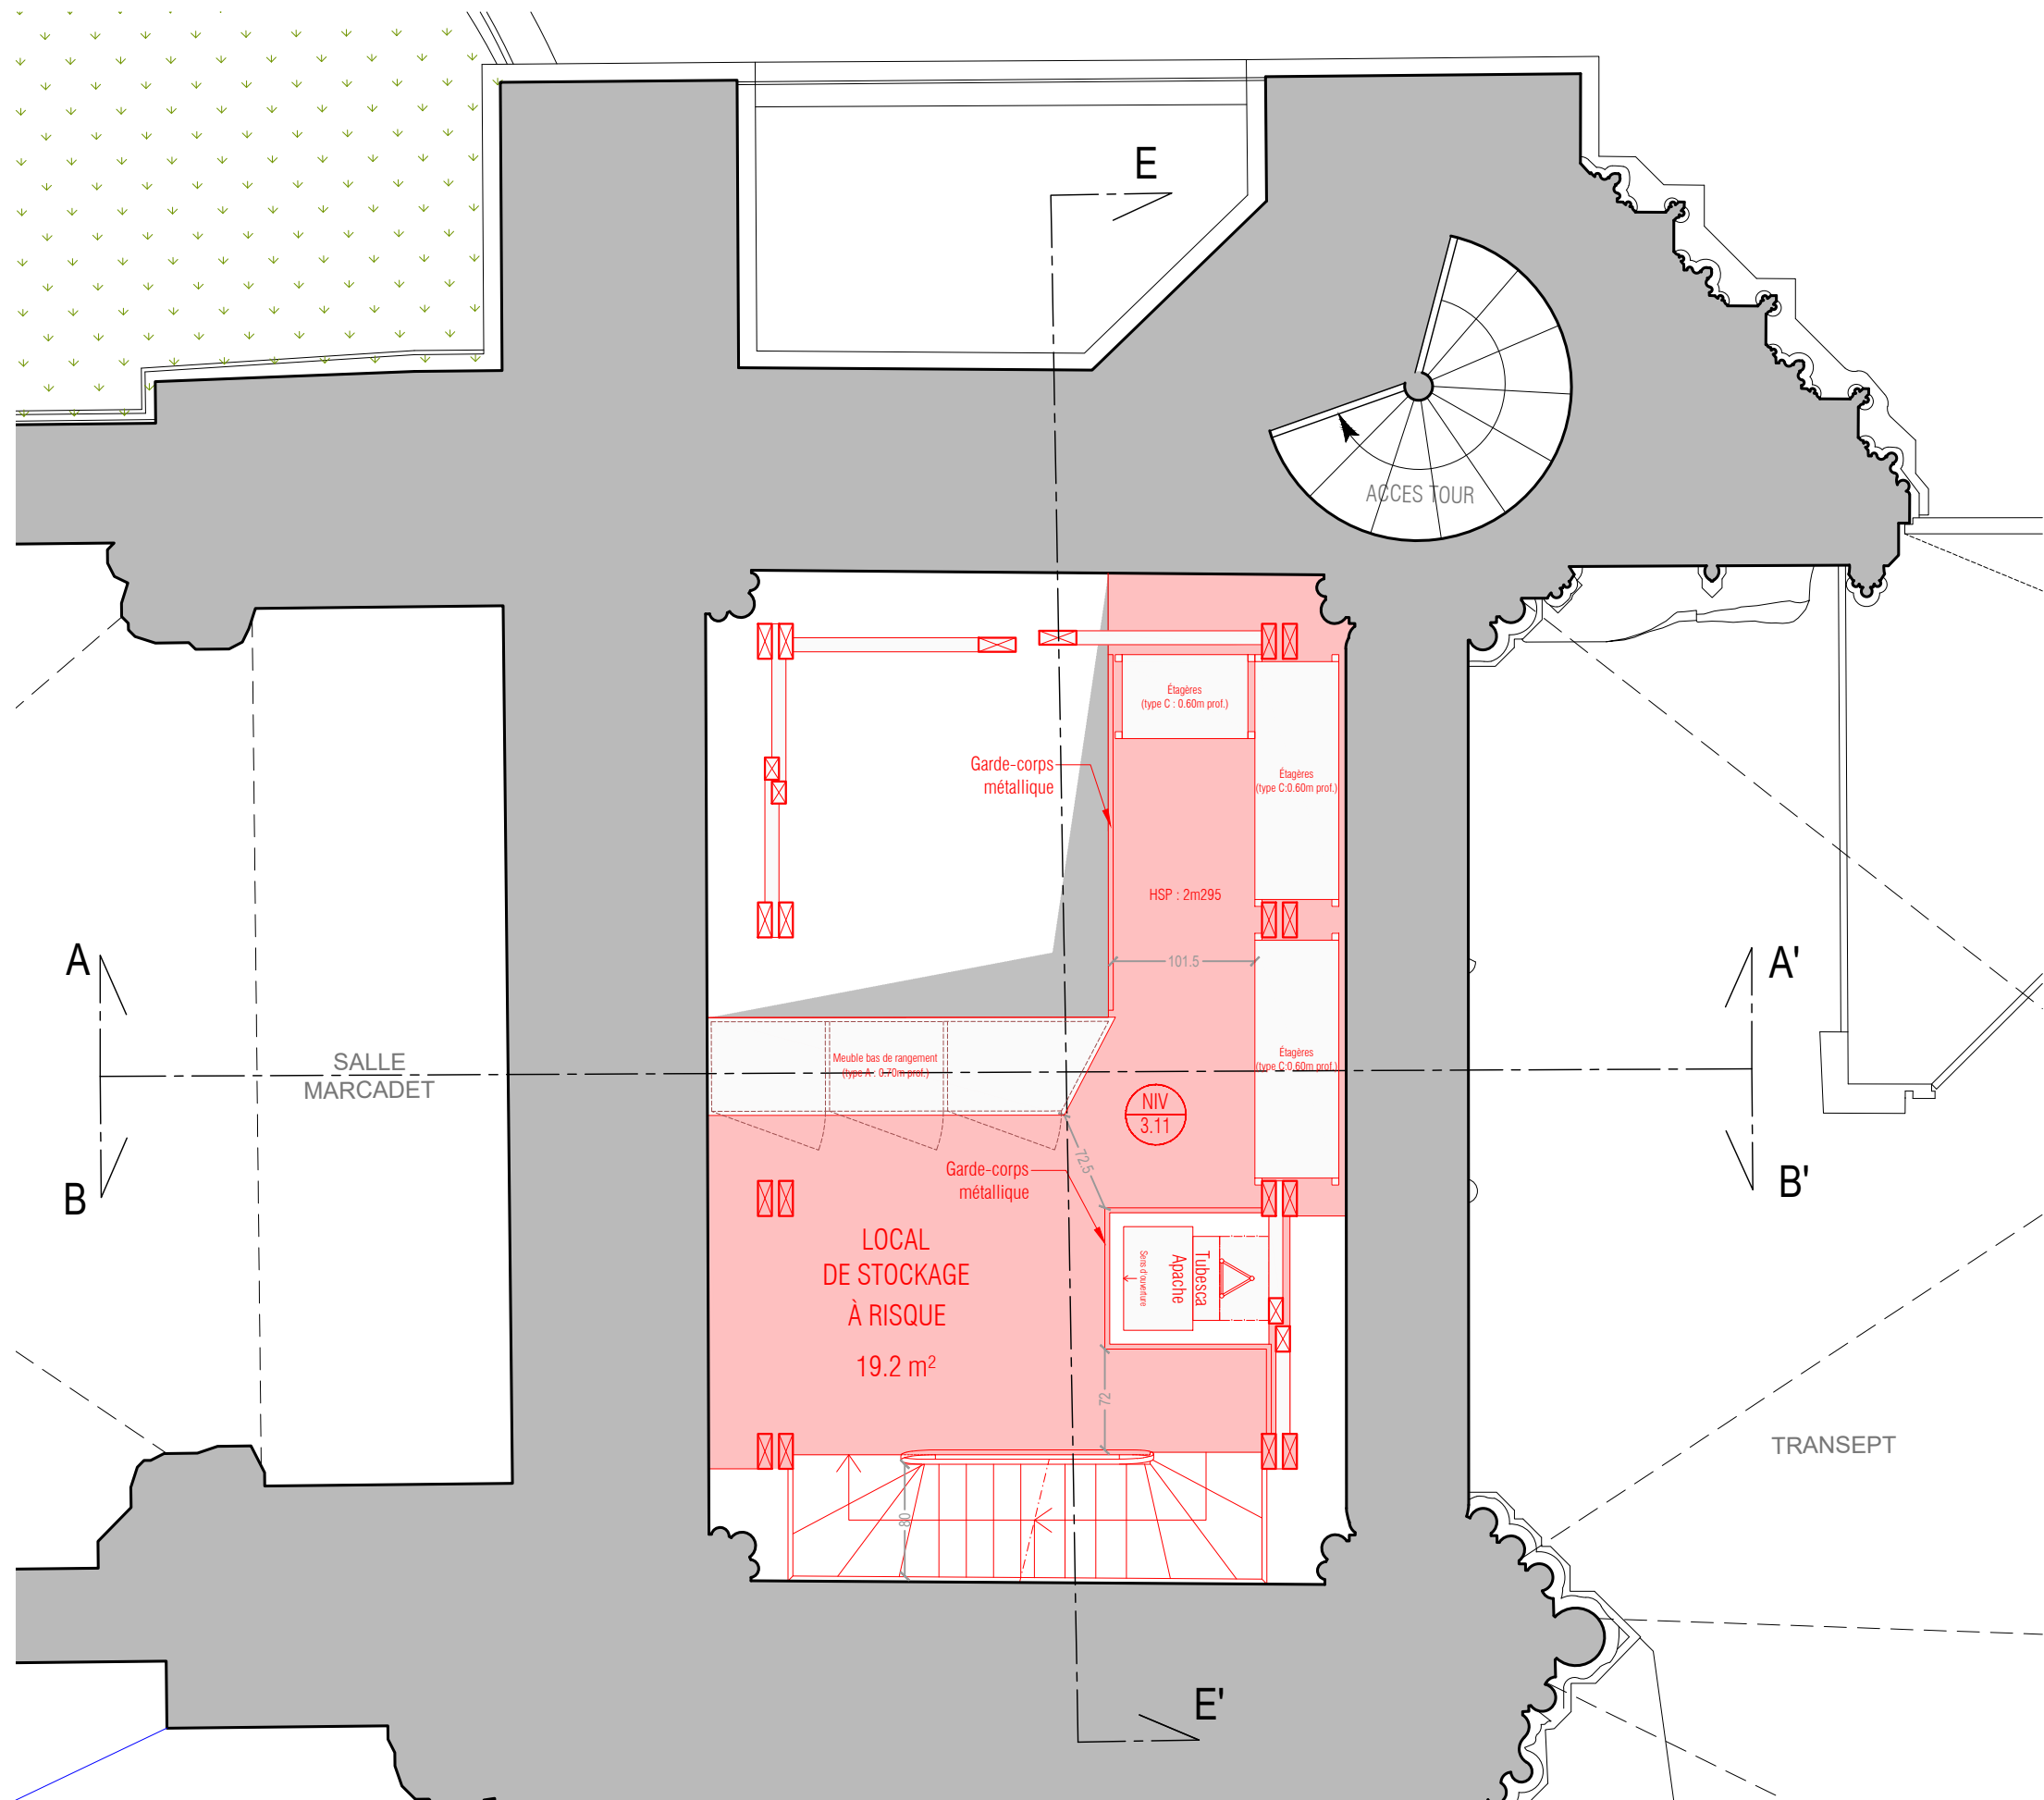 E
ACCES TOUR
Étagères
(type C : 0.60m prof.)
Garde-corps
métallique
Étagères
(type C:0.60m prof.)
HSP : 2m295
101.5
A
A'
SALLE
MARCADET
Meuble bas de rangement
(type A : 0.70m prof.)
Étagères
(type C:0.60m prof.)
NIV
3.11
72.5
Garde-corps
métallique
B
B'
LOCAL
DE STOCKAGE
À RISQUE
19.2 m²
Tubesca
Apache
Sens d'ouverture
72
TRANSEPT
80
E'